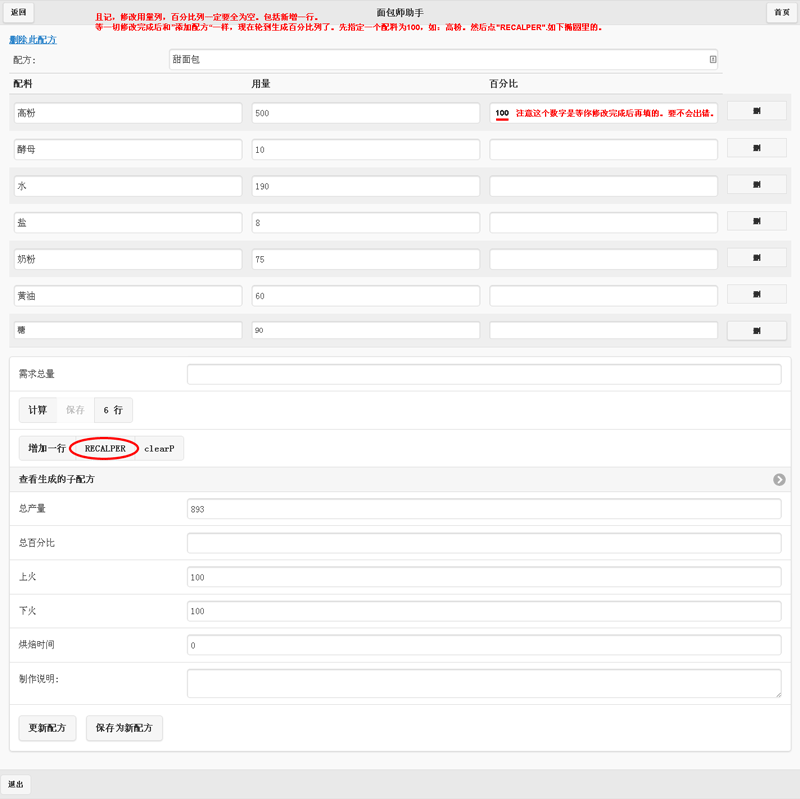 返回
面包师助手
首页
且记，修改用量列，百分比列一定要全为空。包括新增一行。
等一切修改完成后和"添加配方"一样，现在轮到生成百分比列了。先指定一个配料为100，如：高粉。然后点"RECALPER".如下椭圆里的。
删除此配方
配方:
甜面包
配料 用量 百分比
高粉 500 100 注意这个数字是等你修改完成后再填的。要不会出错。 删
酵母 10 删
水 190 删
盐 8 删
奶粉 75 删
黄油 60 删
糖 90 删
需求总量
计算 保存 6 行
增加一行 RECALPER clearP
查看生成的子配方
总产量 893
总百分比
上火 100
下火 100
烘焙时间 0
制作说明:
更新配方 保存为新配方
退出